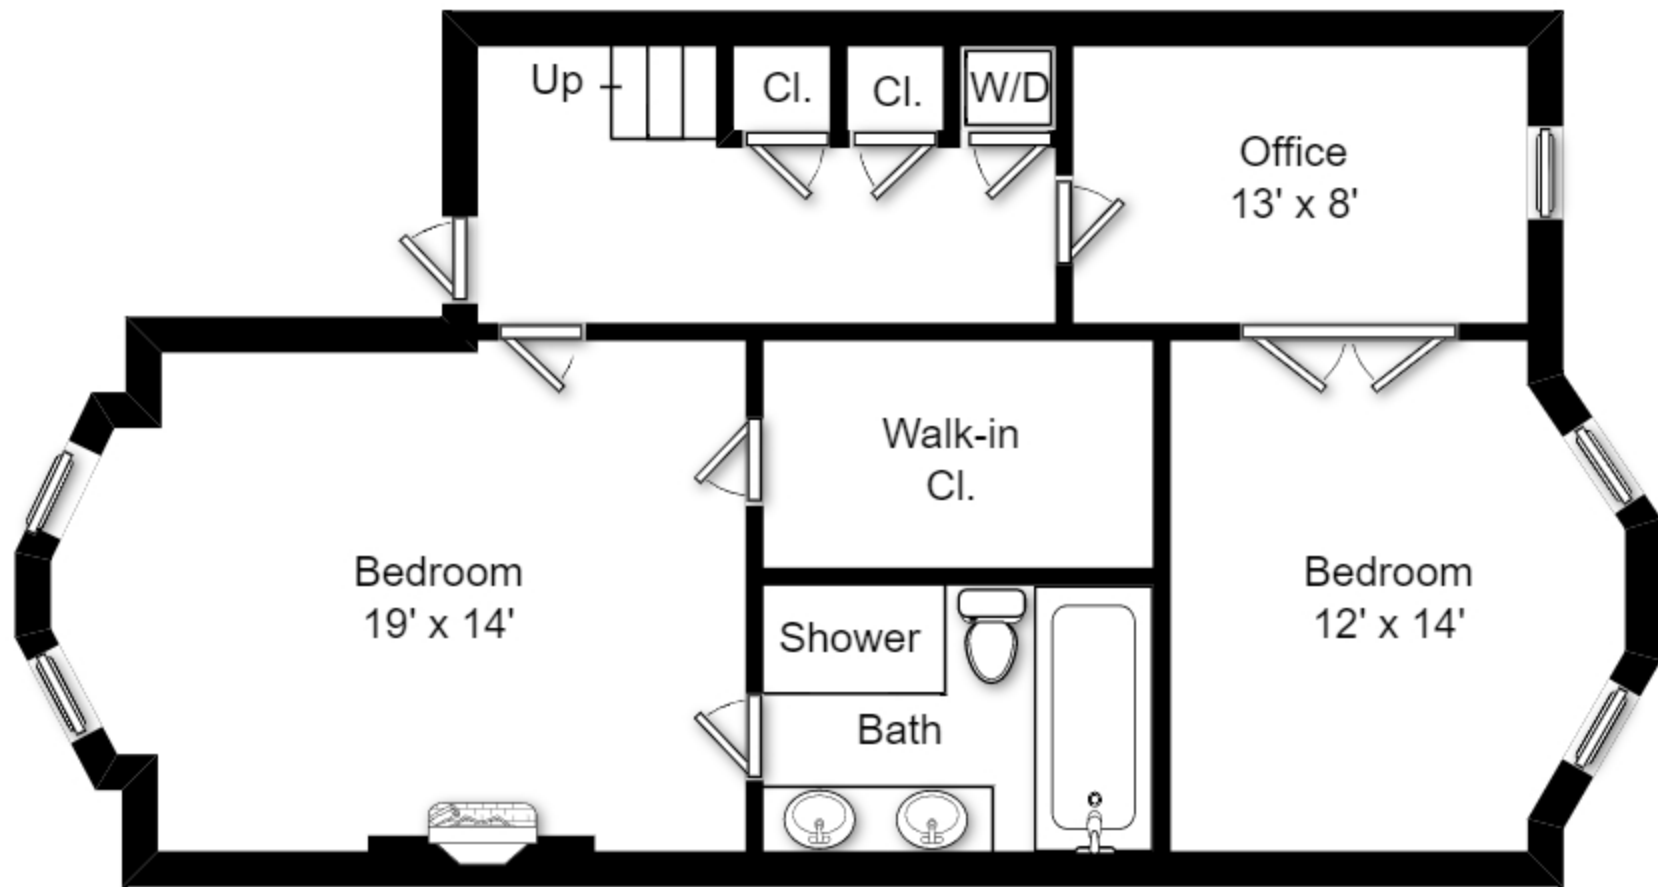 Up
Cl.
Cl.
W/D
Office
13' x 8'
Walk-in
Cl.
Bedroom
19' x 14'
Bedroom
12' x 14'
Shower
Bath